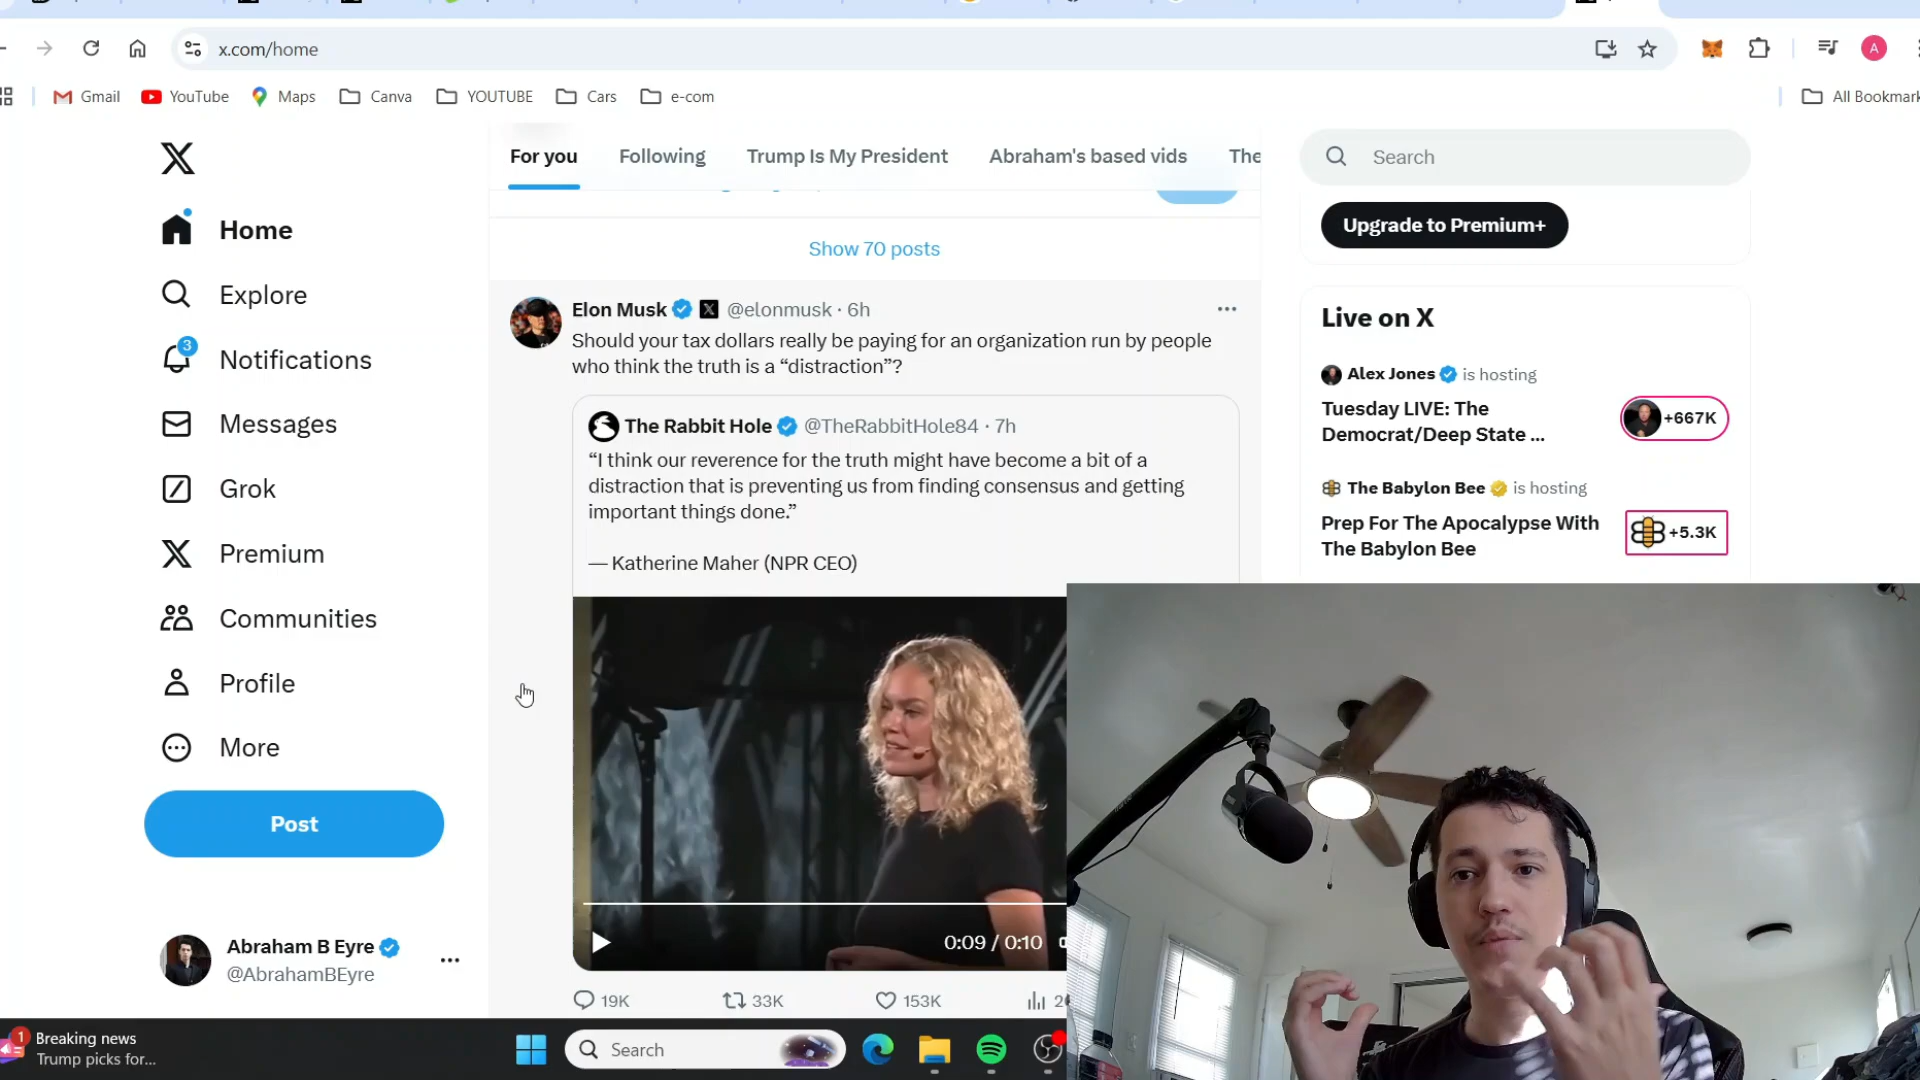 x.com/home
A
Gmail
YouTube
Maps
Canva
YOUTUBE
Cars
e-com
All Bookmark
For you
Following
Trump Is My President
Abraham's based vids
The
Search
Upgrade to Premium+
Home
Explore
3
Notifications
Messages
Grok
Premium
Communities
Profile
More
Post
Abraham B Eyre
@AbrahamBEyre
Show 70 posts
Elon Musk @elonmusk · 6h
Should your tax dollars really be paying for an organization run by people
who think the truth is a “distraction”?
The Rabbit Hole @TheRabbitHole84 · 7h
“I think our reverence for the truth might have become a bit of a
distraction that is preventing us from finding consensus and getting
important things done.”
— Katherine Maher (NPR CEO)
0:09 / 0:10
19K
33K
153K
Live on X
Alex Jones is hosting
Tuesday LIVE: The
Democrat/Deep State ...
+667K
The Babylon Bee is hosting
Prep For The Apocalypse With
The Babylon Bee
+5.3K
1
Breaking news
Trump picks for...
Search